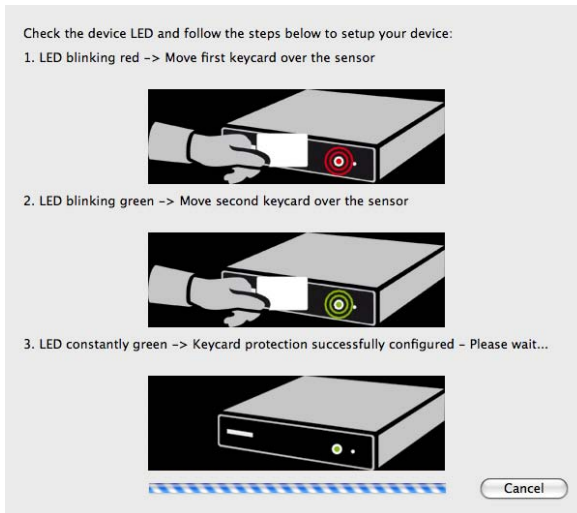 Check the device LED and follow the steps below to setup your device:
1. LED blinking red -> Move first keycard over the sensor
2. LED blinking green -> Move second keycard over the sensor
3. LED constantly green -> Keycard protection successfully configured - Please wait...
Cancel